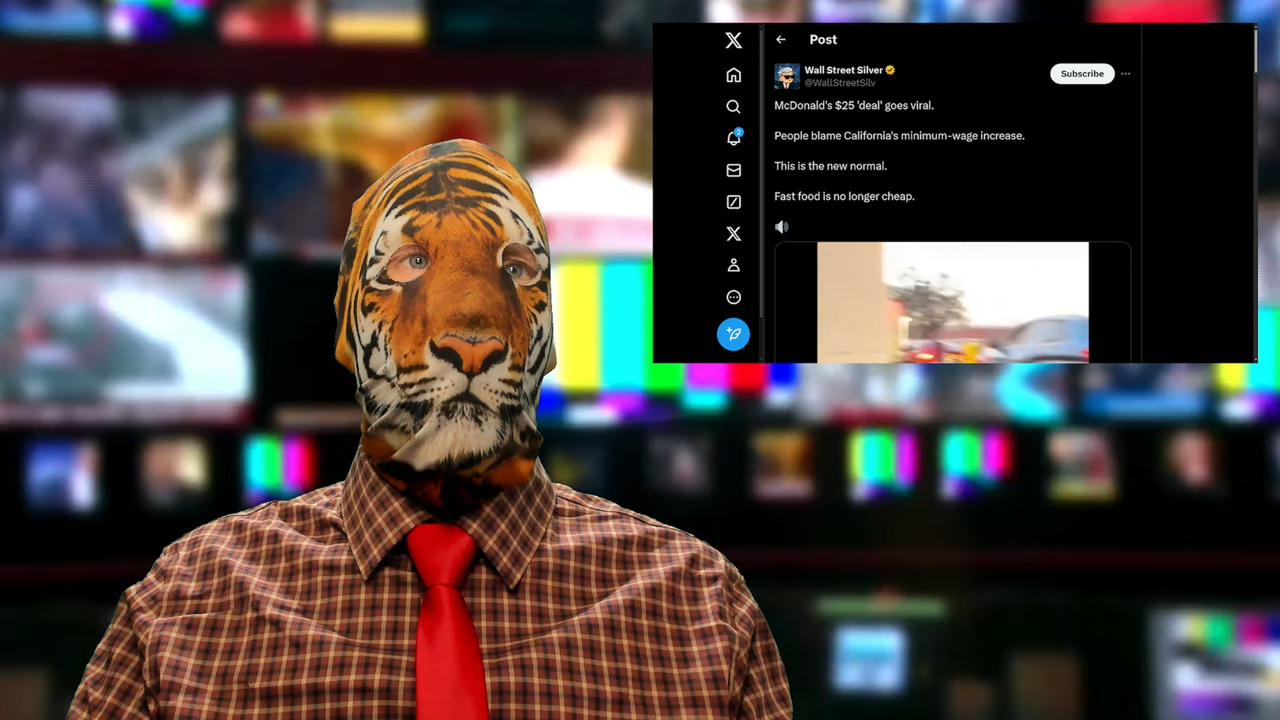 Post
Wall Street Silver
@WallStreetSilv
Subscribe
McDonald's $25 'deal' goes viral.
People blame California's minimum-wage increase.
This is the new normal.
Fast food is no longer cheap.
2